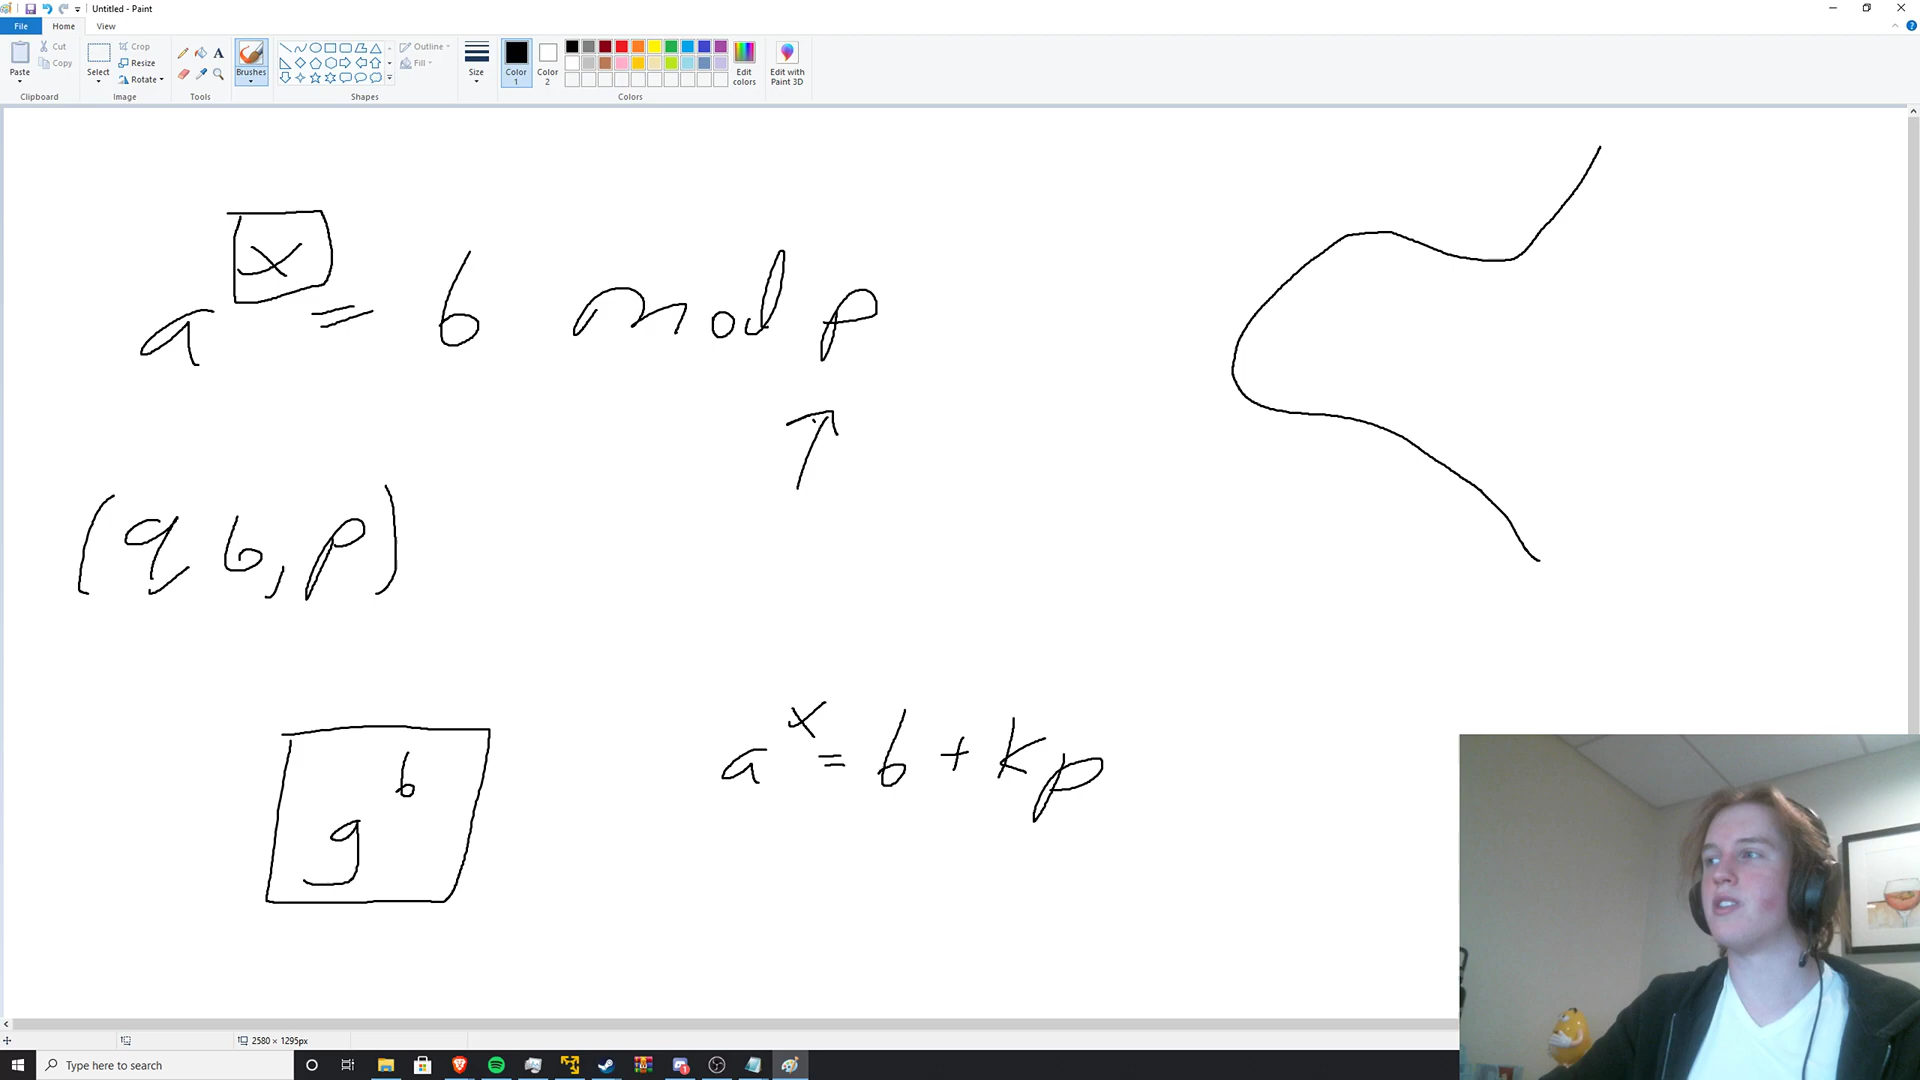 Untitled - Paint
File Home View
Paste
Cut
Copy
Clipboard
Select
Crop
Resize
Rotate
Image
A
Tools
Brushes
Outline
Fill
Shapes
Size
Color 1
Color 2
Edit colors
Colors
Edit with Paint 3D
a^x = b mod p
(a, b, p)
g^b
a^x = b + kp
2580 × 1295px
Type here to search